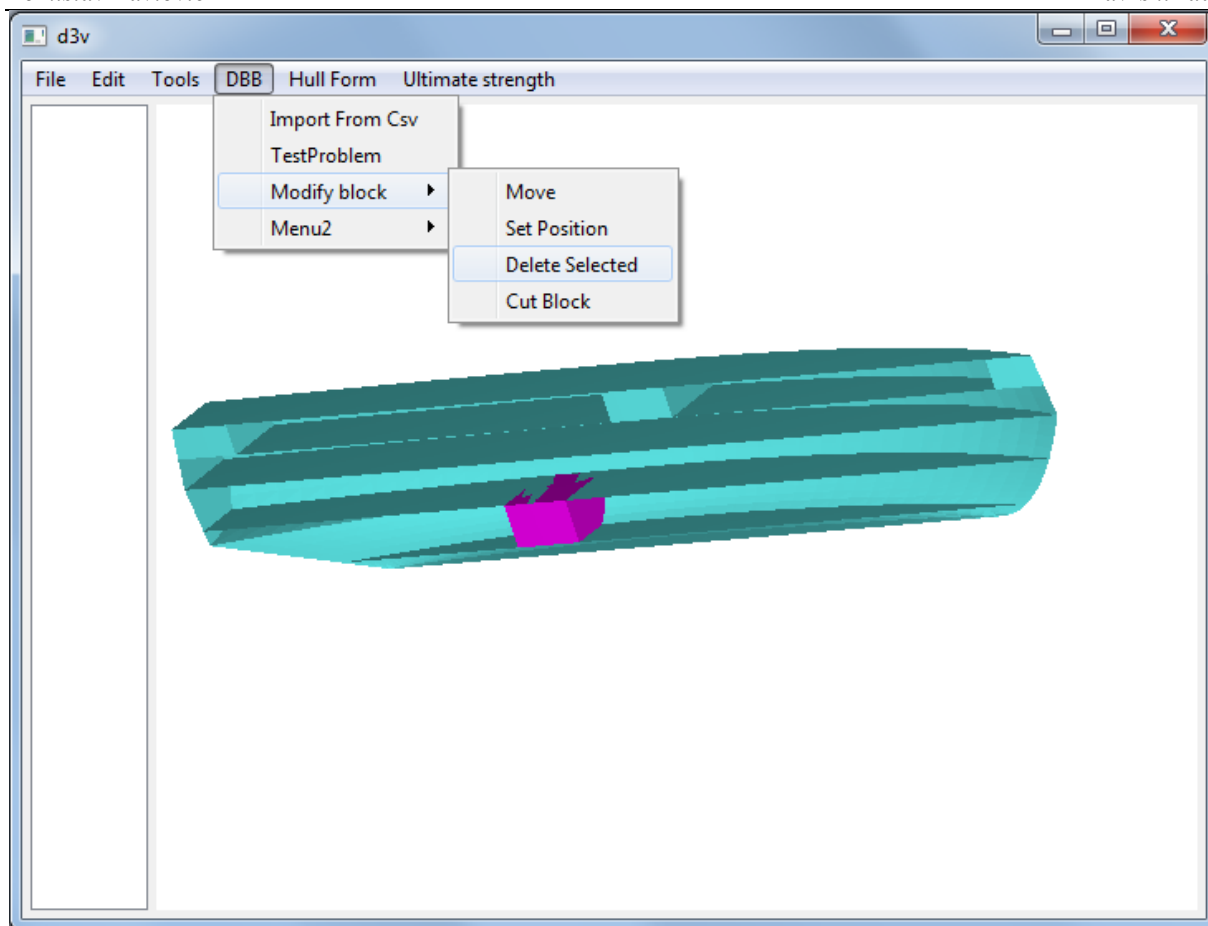 d3v
File Edit Tools DBB Hull Form Ultimate strength
Import From Csv
TestProblem
Modify block
Menu2
Move
Set Position
Delete Selected
Cut Block